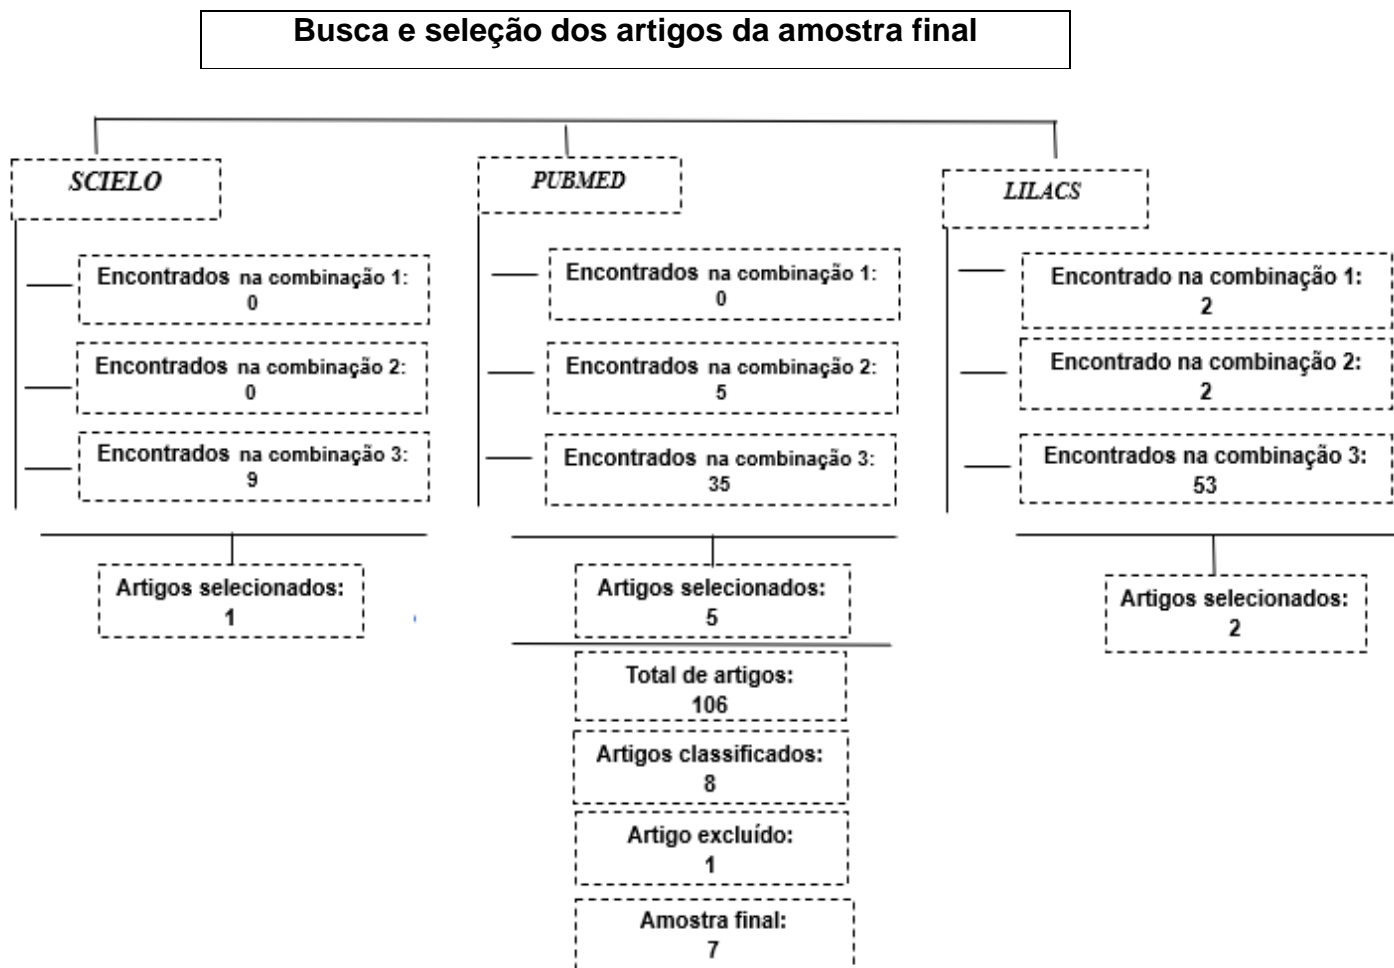 Busca e seleção dos artigos da amostra final
SCIELO
Encontrados na combinação 1:
0
Encontrados na combinação 2:
0
Encontrados na combinação 3:
9
Artigos selecionados:
1
PUBMED
Encontrados na combinação 1:
0
Encontrados na combinação 2:
5
Encontrados na combinação 3:
35
Artigos selecionados:
5
LILACS
Encontrado na combinação 1:
2
Encontrado na combinação 2:
2
Encontrados na combinação 3:
53
Artigos selecionados:
2
Total de artigos:
106
Artigos classificados:
8
Artigo excluído:
1
Amostra final:
7